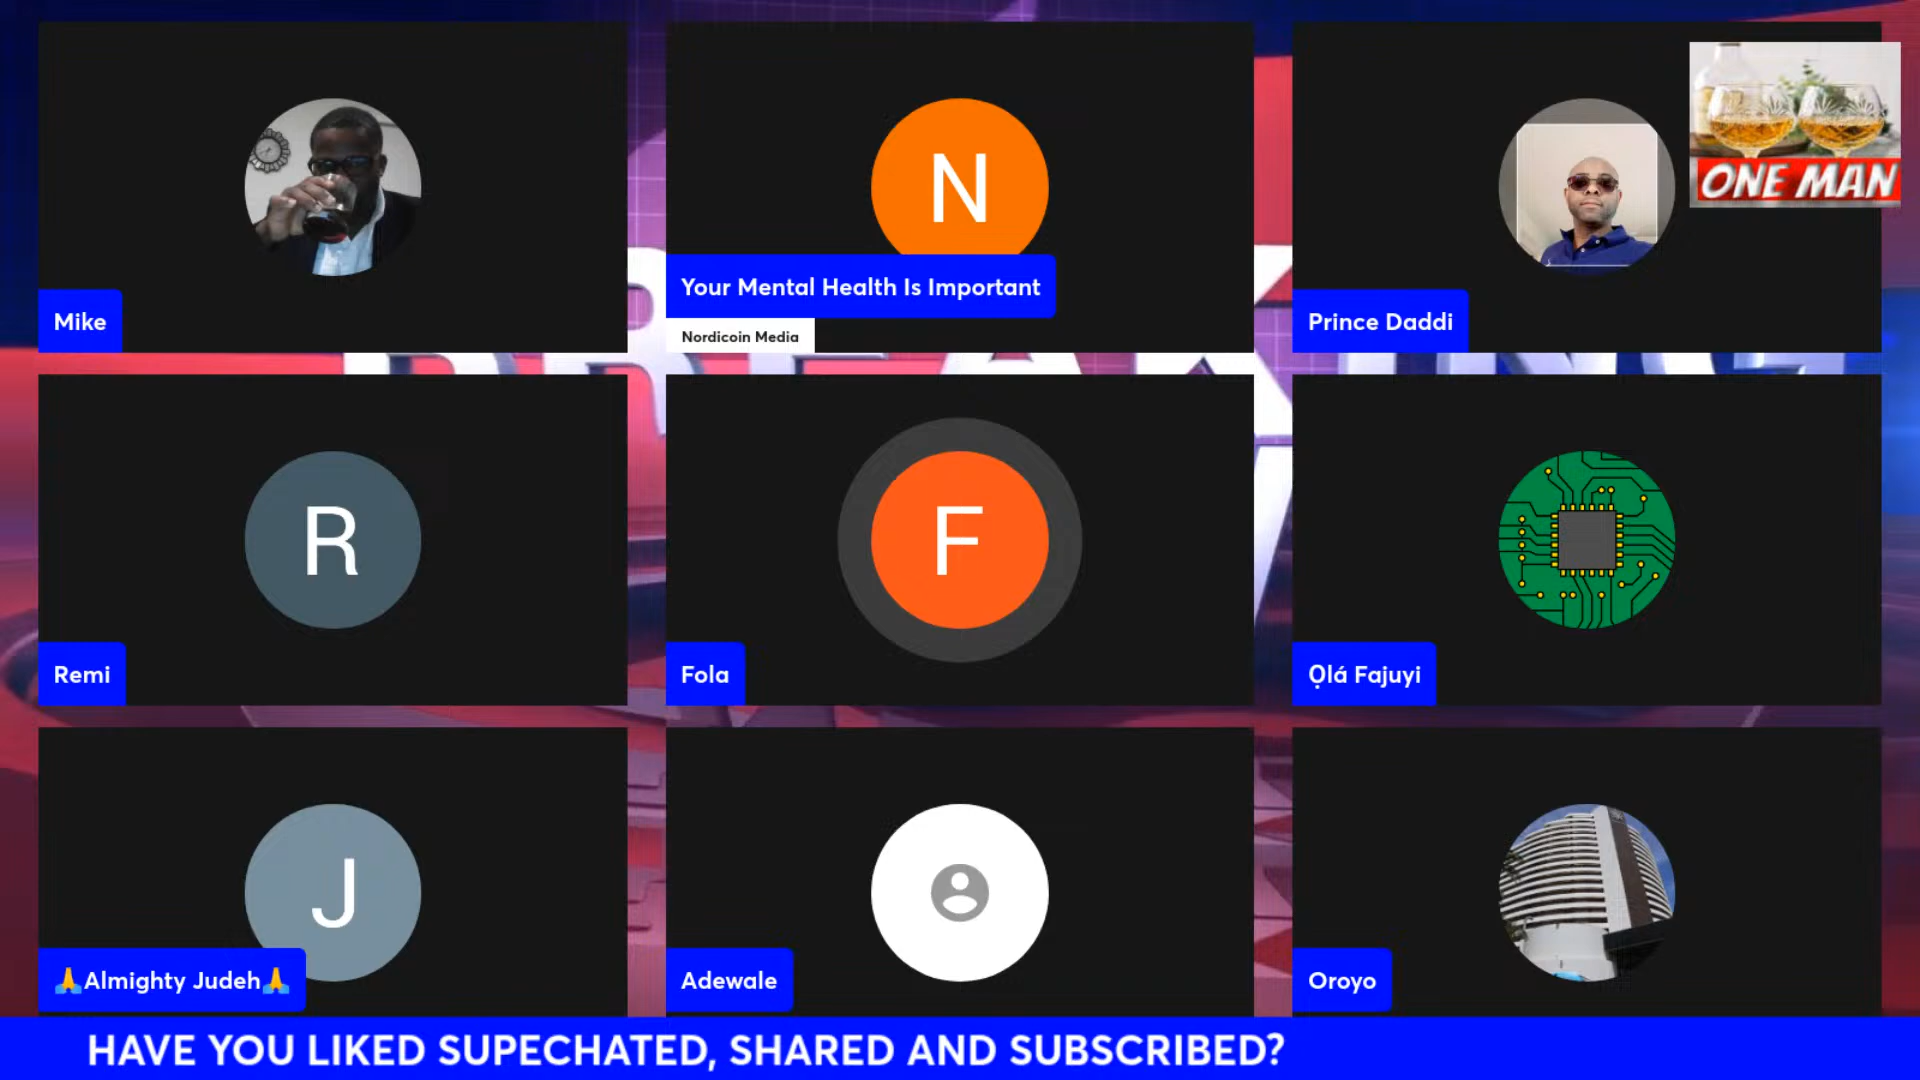 N
ONE MAN
Mike
Your Mental Health Is Important
Nordicoin Media
Prince Daddi
R
F
Remi
Fola
Ọlá Fajuyi
J
🙏Almighty Judeh🙏
Adewale
Oroyo
HAVE YOU LIKED SUPECHATED, SHARED AND SUBSCRIBED?